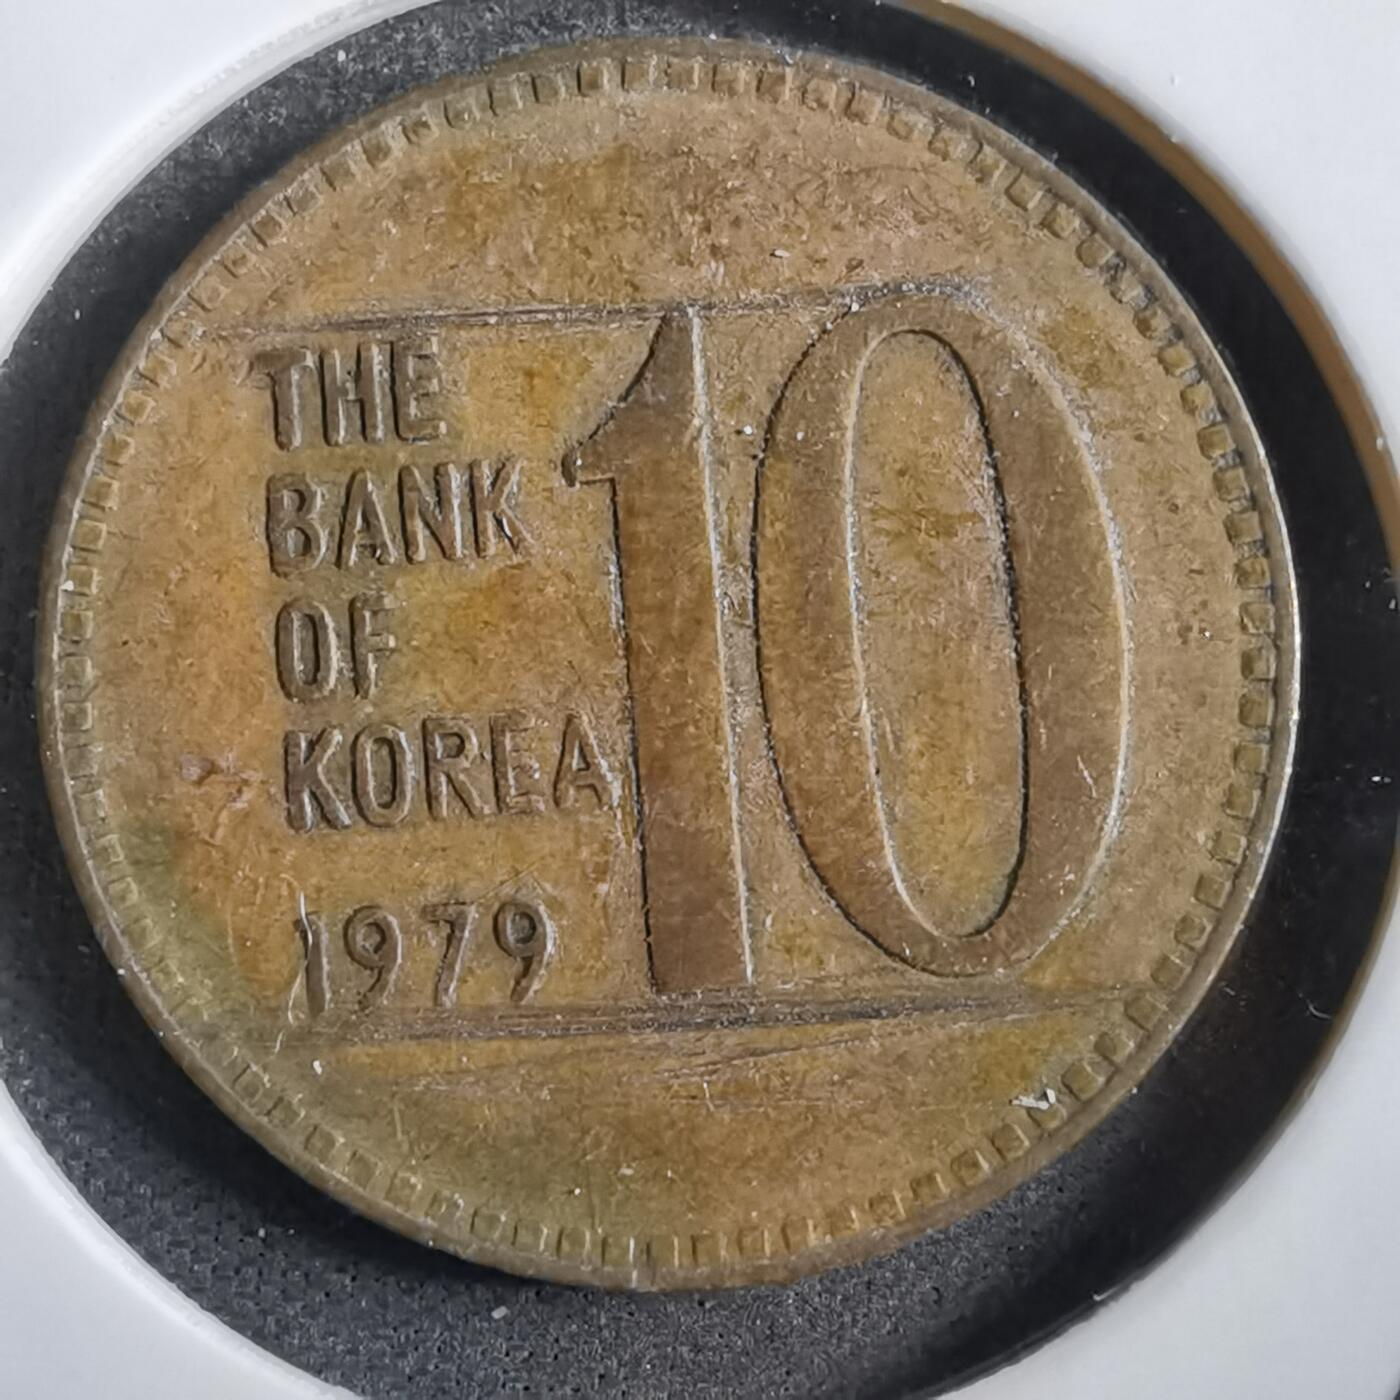 THE
BANK
OF
KOREA
1979
10